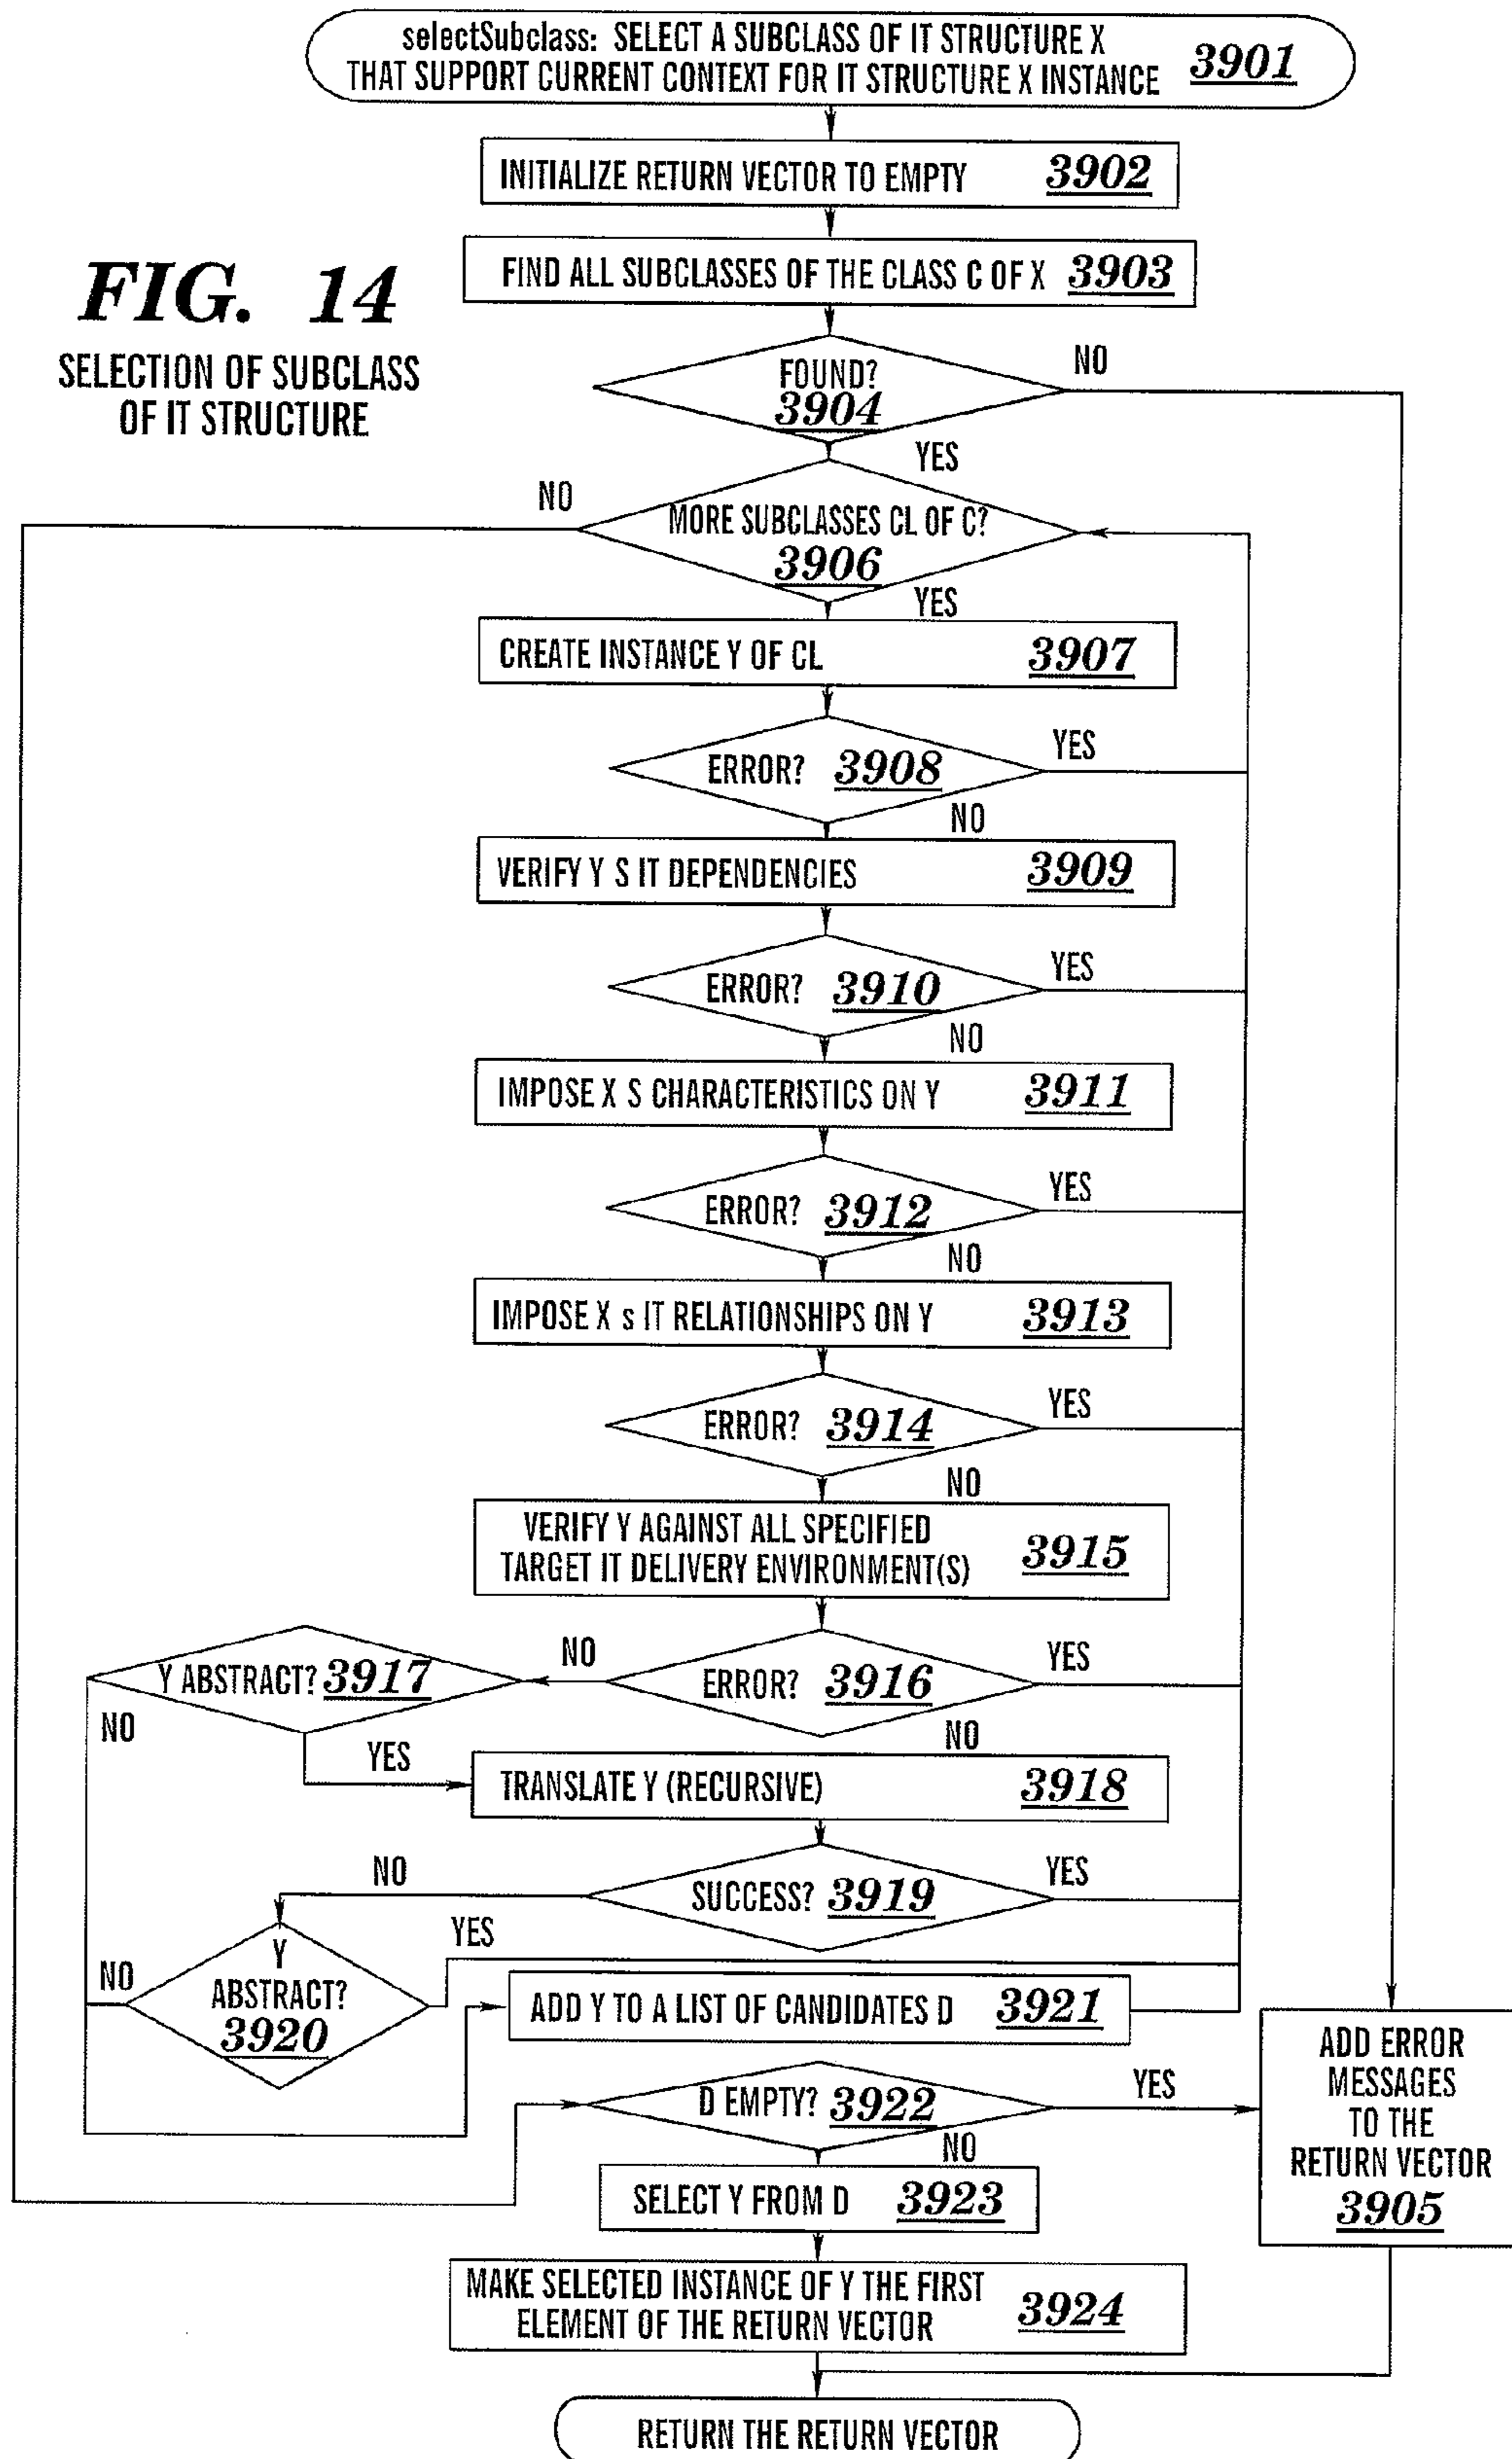 selectSubclass: SELECT A SUBCLASS OF IT STRUCTURE X
THAT SUPPORT CURRENT CONTEXT FOR IT STRUCTURE X INSTANCE 3901
INITIALIZE RETURN VECTOR TO EMPTY 3902
FIND ALL SUBCLASSES OF THE CLASS C OF X 3903
FIG. 14
SELECTION OF SUBCLASS
OF IT STRUCTURE
FOUND?
3904
NO
YES
NO
MORE SUBCLASSES CL OF C?
3906
YES
CREATE INSTANCE Y OF CL 3907
ERROR? 3908
YES
NO
VERIFY Y S IT DEPENDENCIES 3909
ERROR? 3910
YES
NO
IMPOSE X S CHARACTERISTICS ON Y 3911
ERROR? 3912
YES
NO
IMPOSE X s IT RELATIONSHIPS ON Y 3913
ERROR? 3914
YES
NO
VERIFY Y AGAINST ALL SPECIFIED
TARGET IT DELIVERY ENVIRONMENT(S) 3915
Y ABSTRACT? 3917
NO
ERROR? 3916
YES
NO
NO
YES
TRANSLATE Y (RECURSIVE) 3918
NO
SUCCESS? 3919
YES
YES
NO
Y
ABSTRACT?
3920
ADD Y TO A LIST OF CANDIDATES D 3921
D EMPTY? 3922
YES
NO
ADD ERROR
MESSAGES
TO THE
RETURN VECTOR
3905
SELECT Y FROM D 3923
MAKE SELECTED INSTANCE OF Y THE FIRST
ELEMENT OF THE RETURN VECTOR 3924
RETURN THE RETURN VECTOR